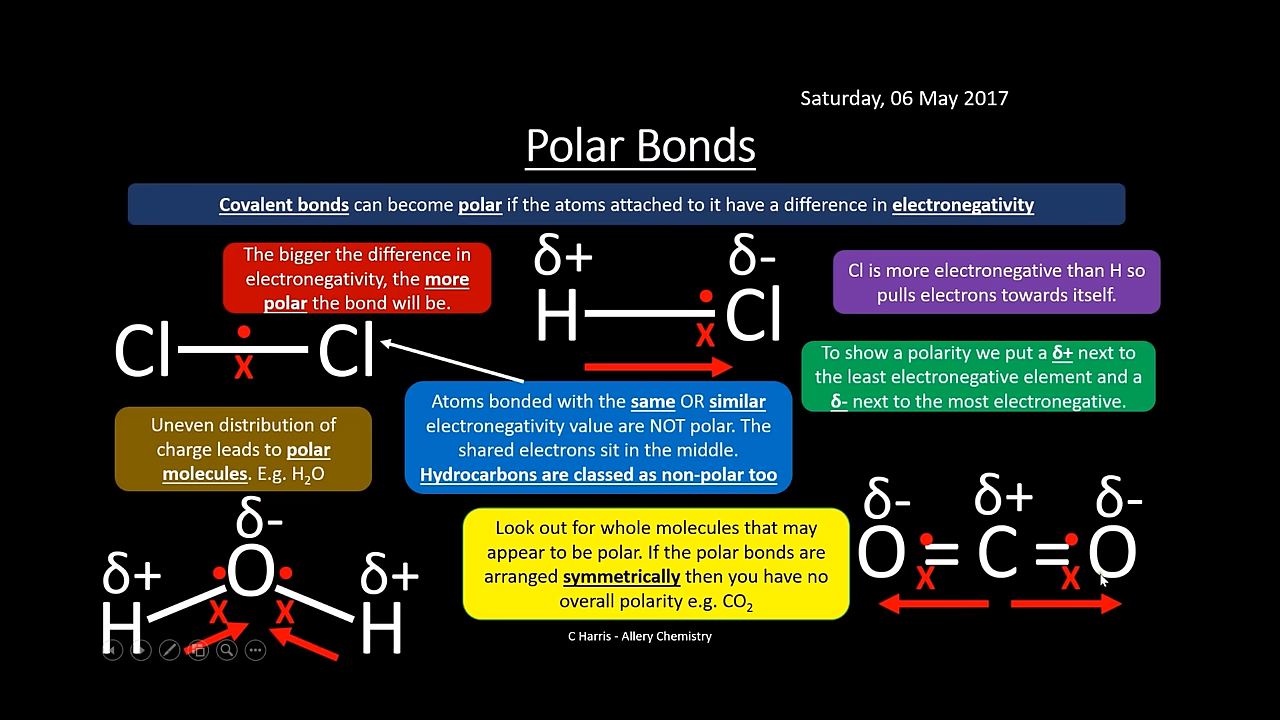 Saturday, 06 May 2017
Polar Bonds
Covalent bonds can become polar if the atoms attached to it have a difference in electronegativity
The bigger the difference in
electronegativity, the more
polar the bond will be.
δ+ δ-
H Cl
x
Cl is more electronegative than H so
pulls electrons towards itself.
Cl Cl
x
To show a polarity we put a δ+ next to
the least electronegative element and a
δ- next to the most electronegative.
Atoms bonded with the same OR similar
electronegativity value are NOT polar. The
shared electrons sit in the middle.
Hydrocarbons are classed as non-polar too
Uneven distribution of
charge leads to polar
molecules. E.g. H₂O
δ-
δ+ O δ+
x x
H H
Look out for whole molecules that may
appear to be polar. If the polar bonds are
arranged symmetrically then you have no
overall polarity e.g. CO₂
δ- δ+ δ-
O = C = O
x x
C Harris - Allery Chemistry